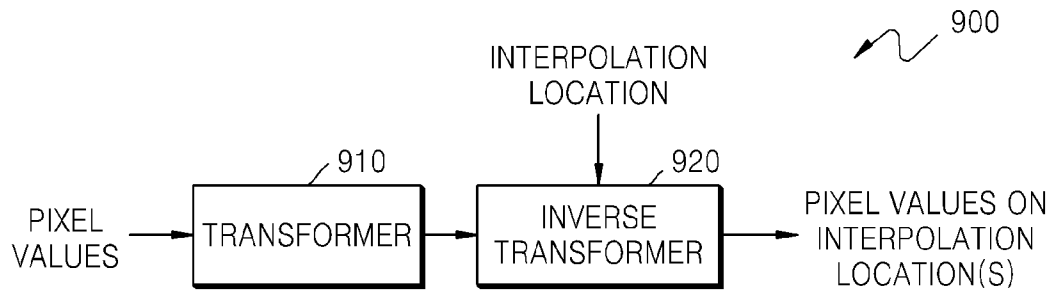 900
INTERPOLATION
LOCATION
910
920
PIXEL
VALUES
TRANSFORMER
INVERSE
TRANSFORMER
PIXEL VALUES ON
INTERPOLATION
LOCATION(S)